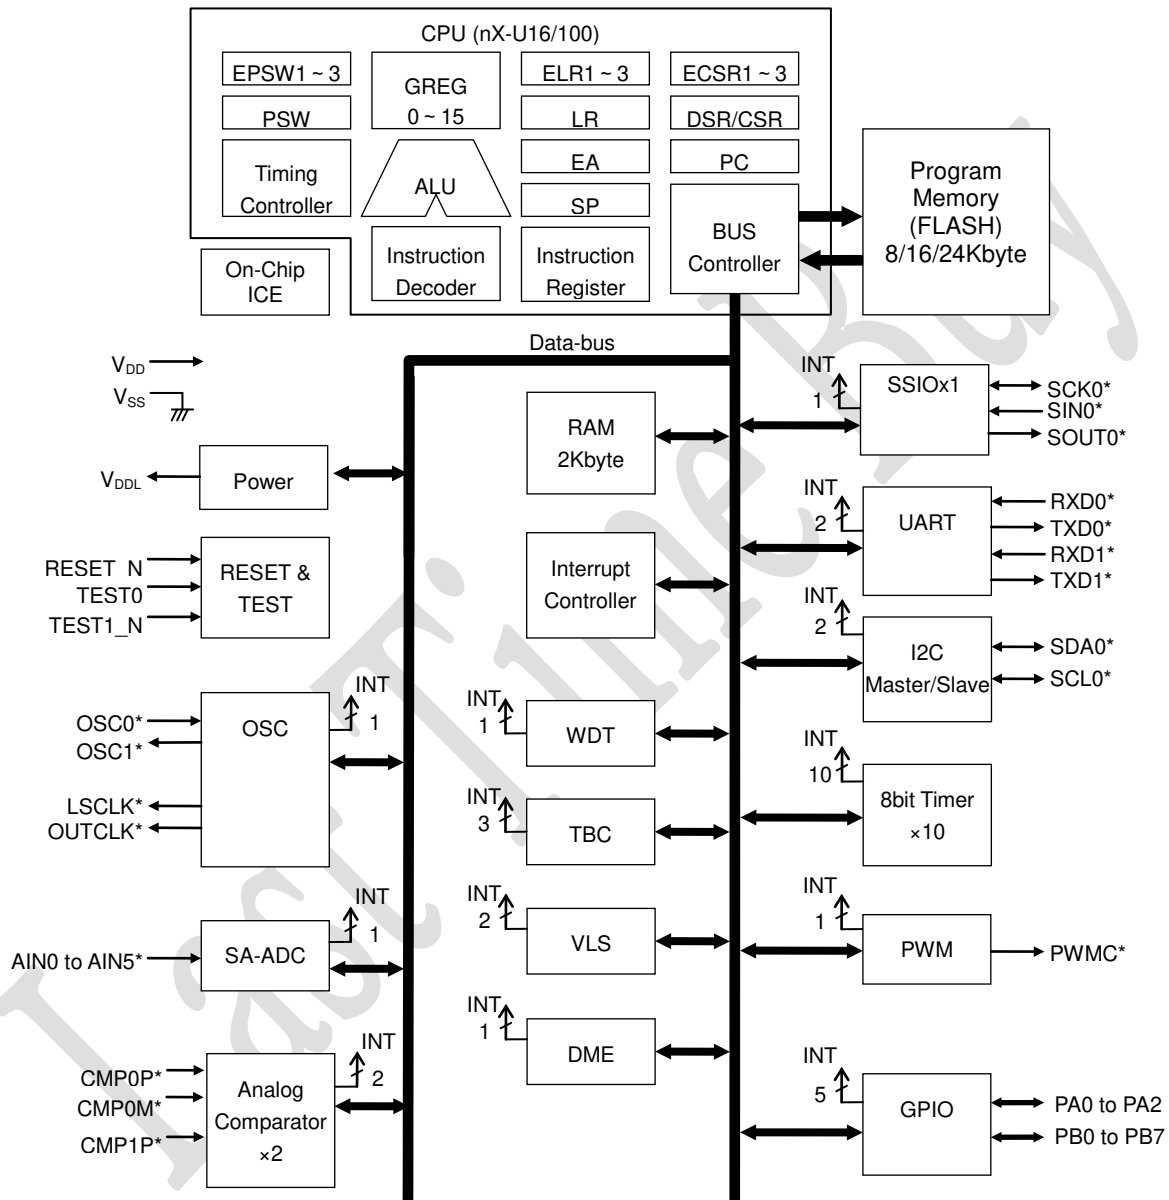 CPU (nX-U16/100)
EPSW1 ~ 3
GREG
0 ~ 15
ELR1 ~ 3
ECSR1 ~ 3
PSW
LR
DSR/CSR
Timing
Controller
ALU
EA
PC
SP
BUS
Controller
Instruction
Decoder
Instruction
Register
Program
Memory
(FLASH)
8/16/24Kbyte
On-Chip
ICE
Data-bus
VDD
VSS
VDDL
Power
RESET_N
TEST0
TEST1_N
RESET &
TEST
OSC0*
OSC1*
LSCLK*
OUTCLK*
OSC
INT
1
AIN0 to AIN5*
SA-ADC
INT
1
CMP0P*
CMP0M*
CMP1P*
Analog
Comparator
×2
INT
2
RAM
2Kbyte
Interrupt
Controller
INT
1
WDT
INT
3
TBC
INT
2
VLS
INT
1
DME
INT
1
SSIOx1
SCK0*
SIN0*
SOUT0*
INT
2
UART
RXD0*
TXD0*
RXD1*
TXD1*
INT
2
I2C
Master/Slave
SDA0*
SCL0*
INT
10
8bit Timer
×10
INT
1
PWM
PWMC*
INT
5
GPIO
PA0 to PA2
PB0 to PB7
Last Time Buy